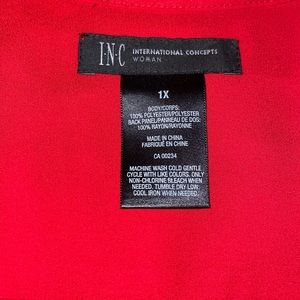 I·N·C INTERNATIONAL CONCEPTS
WOMAN
1X
BODY/CORPS:
100% POLYESTER/POLYESTER
BACK PANEL/PANNEAU DE DOS:
100% RAYON/RAYONNE
MADE IN CHINA
FABRIQUÉ EN CHINE
CA 00234
MACHINE WASH COLD GENTLE
CYCLE WITH LIKE COLORS. ONLY
NON-CHLORINE BLEACH WHEN
NEEDED. TUMBLE DRY LOW.
COOL IRON WHEN NEEDED.